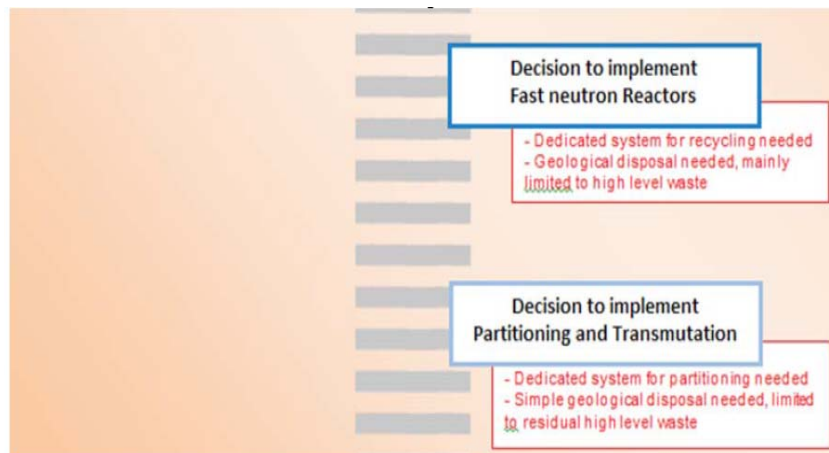 Decision to implement
Fast neutron Reactors
- Dedicated system for recycling needed
- Geological disposal needed, mainly
limited to high level waste
Decision to implement
Partitioning and Transmutation
- Dedicated system for partitioning needed
- Simple geological disposal needed, limited
to residual high level waste